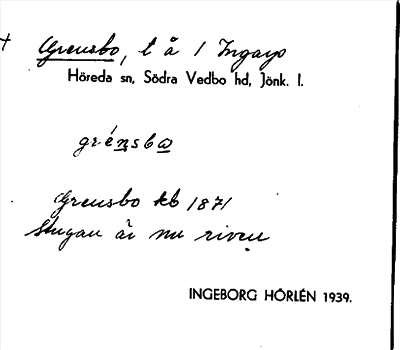 + Grensbo, t å 1 Ingarp
Höreda sn, Södra Vedbo hd, Jönk. l.
grénsbo
Grensbo kb 1871
Stugan är nu riven
INGEBORG HÖRLÉN 1939.